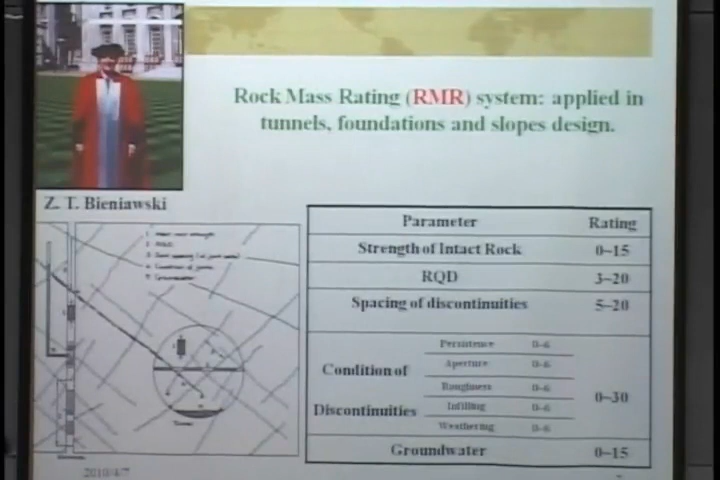 Rock Mass Rating (RMR) system: applied in
tunnels, foundations and slopes design.
Z. T. Bieniawski
Parameter Rating
Strength of Intact Rock 0–15
RQD 3–20
Spacing of discontinuities 5–20
Condition of
Discontinuities
Persistence 0–6
Aperture 0–6
Roughness 0–6
Infilling 0–6
Weathering 0–6
0–30
Groundwater 0–15
2010/4/7